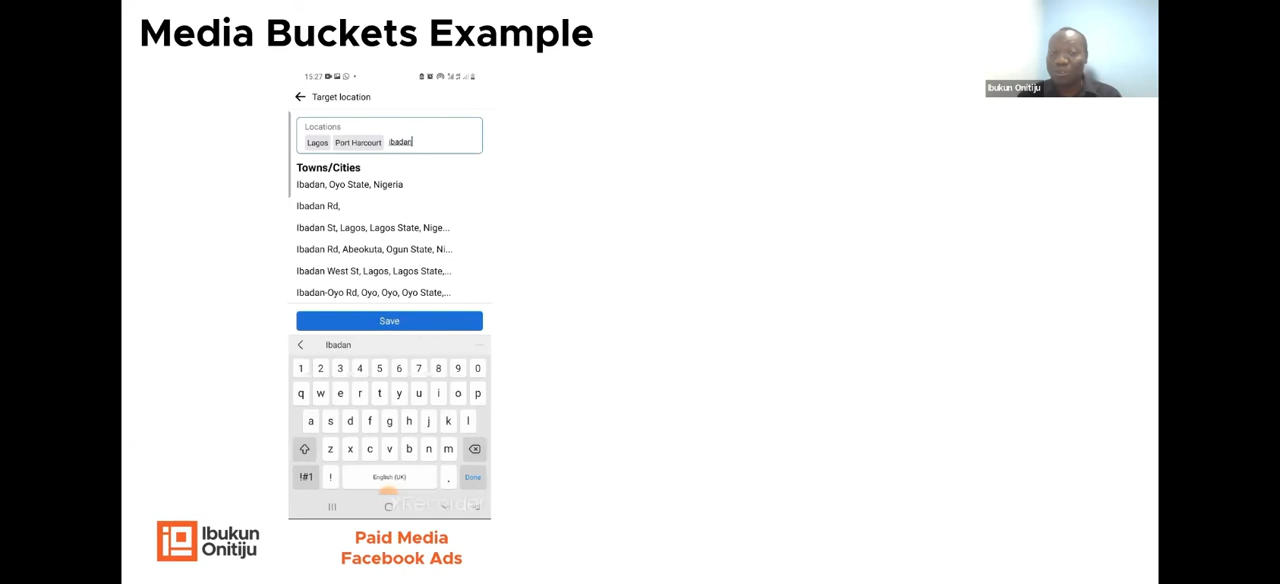 Media Buckets Example
Ibukun Onitiju
15:27
Target location
Locations
Lagos Port Harcourt Ibadan
Towns/Cities
Ibadan, Oyo State, Nigeria
Ibadan Rd,
Ibadan St, Lagos, Lagos State, Nige...
Ibadan Rd, Abeokuta, Ogun State, Ni...
Ibadan West St, Lagos, Lagos State,...
Ibadan-Oyo Rd, Oyo, Oyo, Oyo State,...
Save
Ibadan
1 2 3 4 5 6 7 8 9 0
q w e r t y u i o p
a s d f g h j k l
z x c v b n m
!#1 ! English (UK) . Done
Ibukun
Onitiju
Paid Media
Facebook Ads